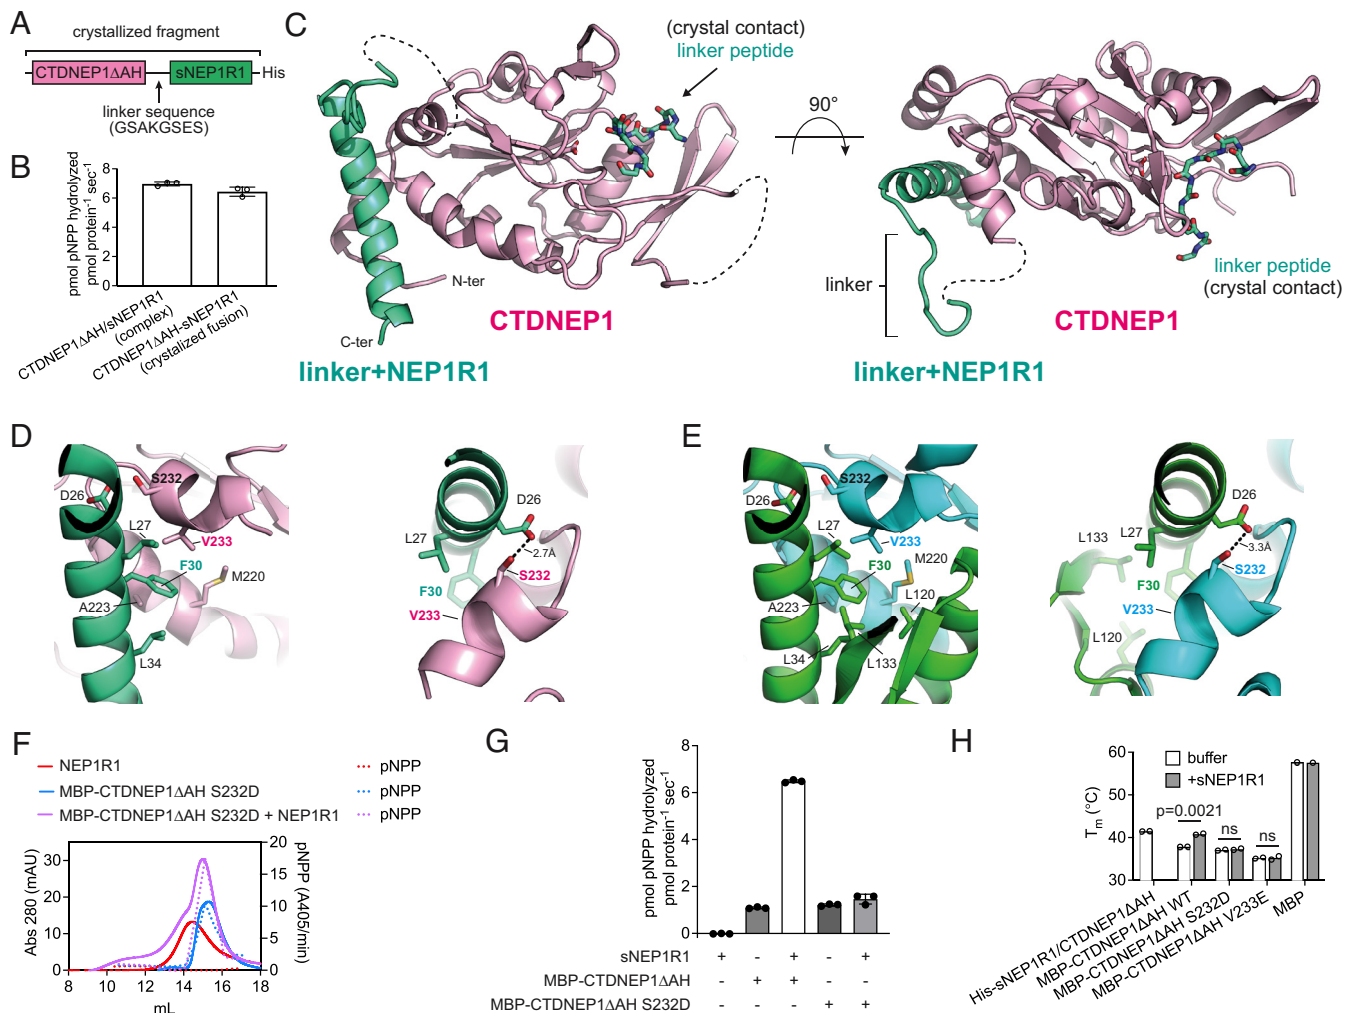 A
crystallized fragment
CTDNEP1ΔAH
sNEP1R1
His
linker sequence
(GSAKGSES)
B
pmol pNPP hydrolyzed
pmol protein-1 sec-1
8
6
4
2
0
CTDNEP1ΔAH/sNEP1R1
(complex)
CTDNEP1ΔAH-sNEP1R1
(crystalized fusion)
C
(crystal contact)
linker peptide
90°
N-ter
C-ter
CTDNEP1
linker+NEP1R1
linker
linker peptide
(crystal contact)
CTDNEP1
linker+NEP1R1
D
S232
D26
L27
V233
F30
M220
A223
L34
D26
L27
2.7Å
S232
F30
V233
E
S232
D26
L27
V233
F30
M220
A223
L120
L34
L133
D26
L27
L133
3.3Å
F30
S232
V233
L120
F
NEP1R1
pNPP
MBP-CTDNEP1ΔAH S232D
pNPP
MBP-CTDNEP1ΔAH S232D + NEP1R1
pNPP
Abs 280 (mAU)
30
20
10
0
pNPP (A405/min)
20
15
10
5
0
8 10 12 14 16 18
mL
G
pmol pNPP hydrolyzed
pmol protein-1 sec-1
8
6
4
2
0
sNEP1R1 + - + - +
MBP-CTDNEP1ΔAH - + + - -
MBP-CTDNEP1ΔAH S232D - - - + +
H
Tm (°C)
60
50
40
30
buffer
+sNEP1R1
p=0.0021
ns
ns
His-sNEP1R1/CTDNEP1ΔAH
MBP-CTDNEP1ΔAH WT
MBP-CTDNEP1ΔAH S232D
MBP-CTDNEP1ΔAH V233E
MBP